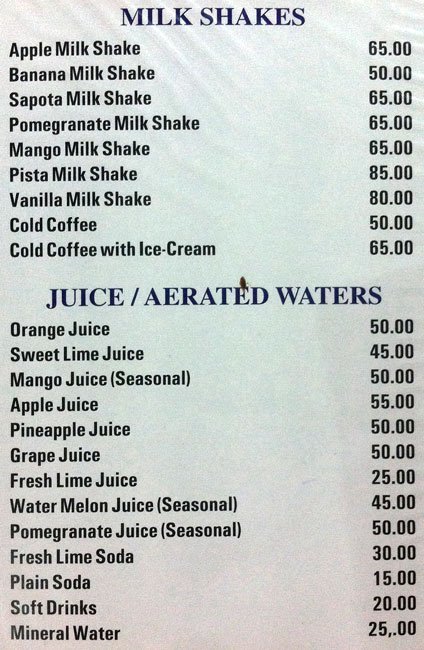 MILK SHAKES
Apple Milk Shake 65.00
Banana Milk Shake 50.00
Sapota Milk Shake 65.00
Pomegranate Milk Shake 65.00
Mango Milk Shake 65.00
Pista Milk Shake 85.00
Vanilla Milk Shake 80.00
Cold Coffee 50.00
Cold Coffee with Ice-Cream 65.00
JUICE / AERATED WATERS
Orange Juice 50.00
Sweet Lime Juice 45.00
Mango Juice (Seasonal) 50.00
Apple Juice 55.00
Pineapple Juice 50.00
Grape Juice 50.00
Fresh Lime Juice 25.00
Water Melon Juice (Seasonal) 45.00
Pomegranate Juice (Seasonal) 50.00
Fresh Lime Soda 30.00
Plain Soda 15.00
Soft Drinks 20.00
Mineral Water 25,.00